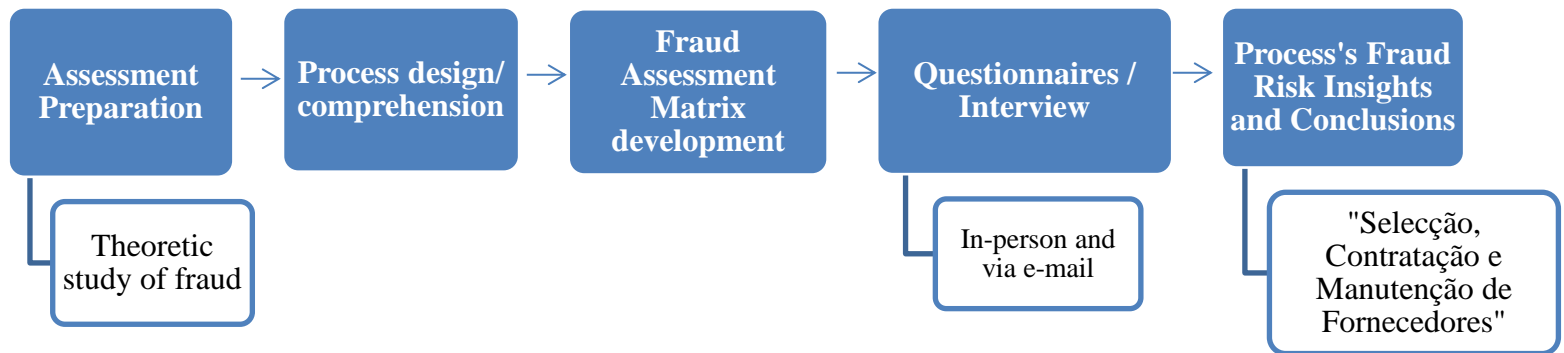 Assessment
Preparation
Theoretic
study of fraud
Process design/
comprehension
Fraud
Assessment
Matrix
development
Questionnaires /
Interview
In-person and
via e-mail
Process's Fraud
Risk Insights
and Conclusions
"Selecção,
Contratação e
Manutenção de
Fornecedores"